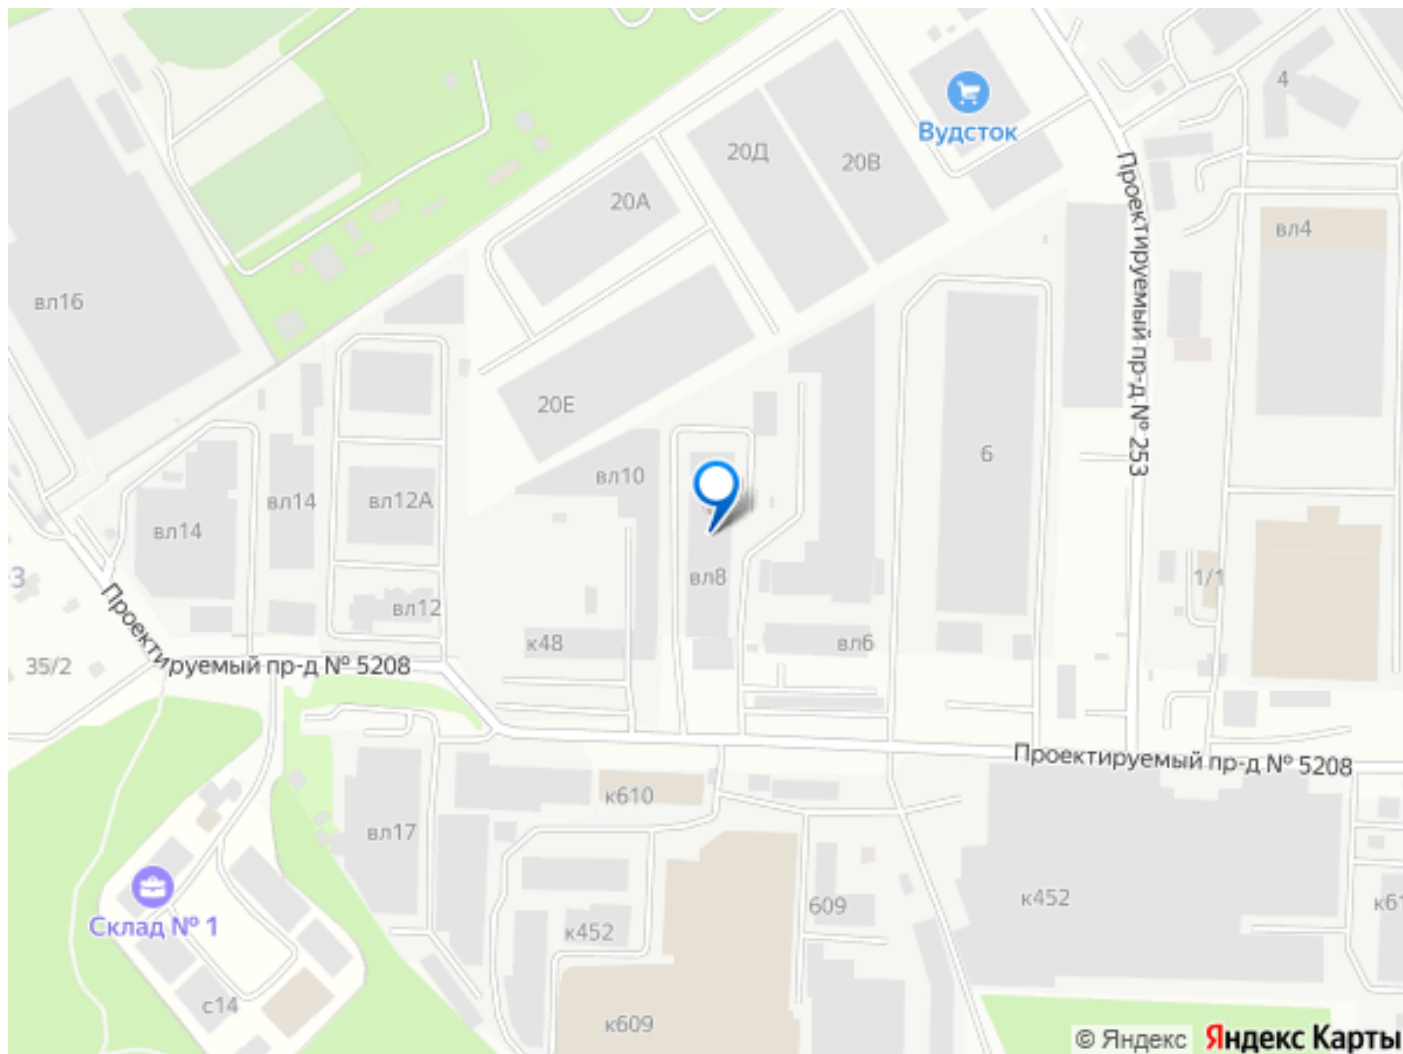 4
Вудсток
20Д
20В
20А
вл4
вл16
Проектируемый пр-д № 253
20Е
6
вл10
вл14
вл12А
вл14
вл8
1/1
3
вл12
к48
вл6
35/2
Проектируемый пр-д № 5208
Проектируемый пр-д № 5208
к610
вл17
к452
609
к61
Склад № 1
к452
с14
к609
© Яндекс
Яндекс Карты